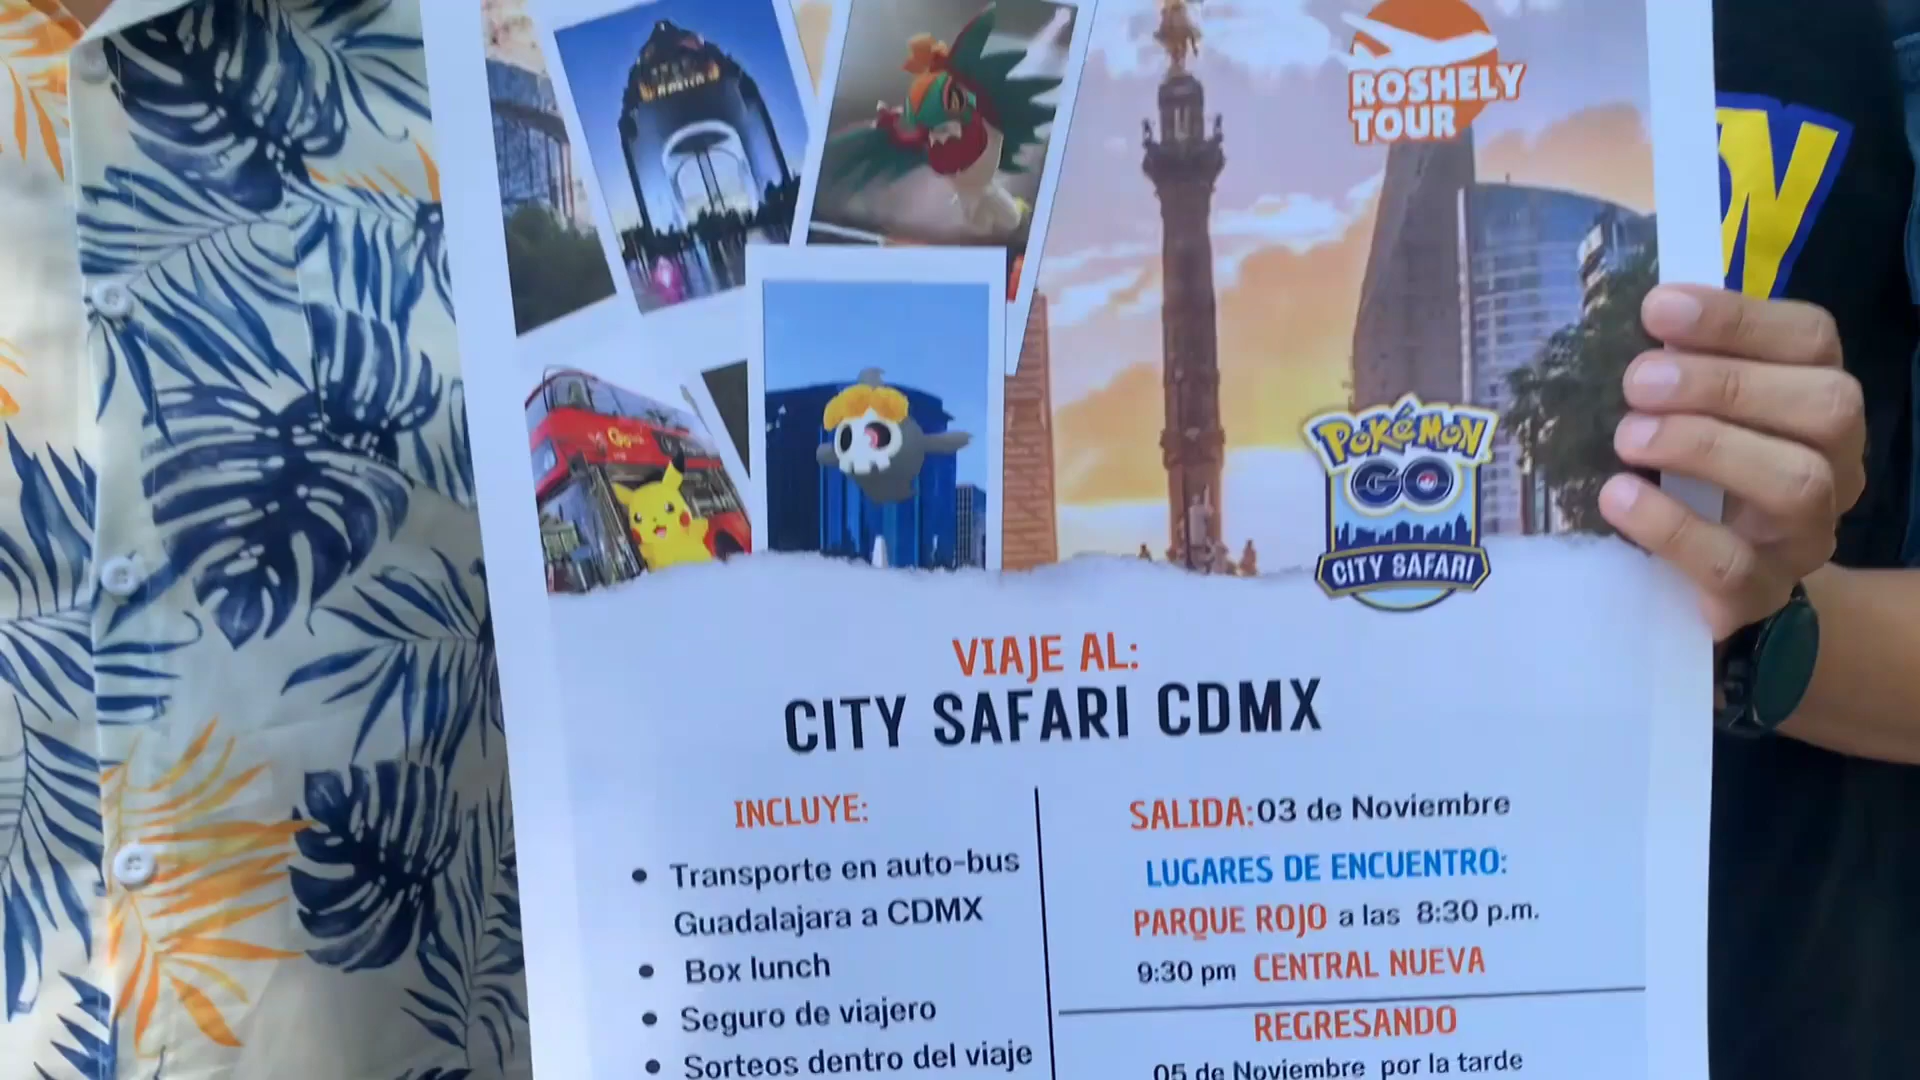 ROSHELY
TOUR
POKÉMON
GO
CITY SAFARI
VIAJE AL:
CITY SAFARI CDMX
INCLUYE:
• Transporte en auto-bus
Guadalajara a CDMX
• Box lunch
• Seguro de viajero
• Sorteos dentro del viaje
SALIDA: 03 de Noviembre
LUGARES DE ENCUENTRO:
PARQUE ROJO a las 8:30 p.m.
9:30 pm CENTRAL NUEVA
REGRESANDO
05 de Noviembre por la tarde